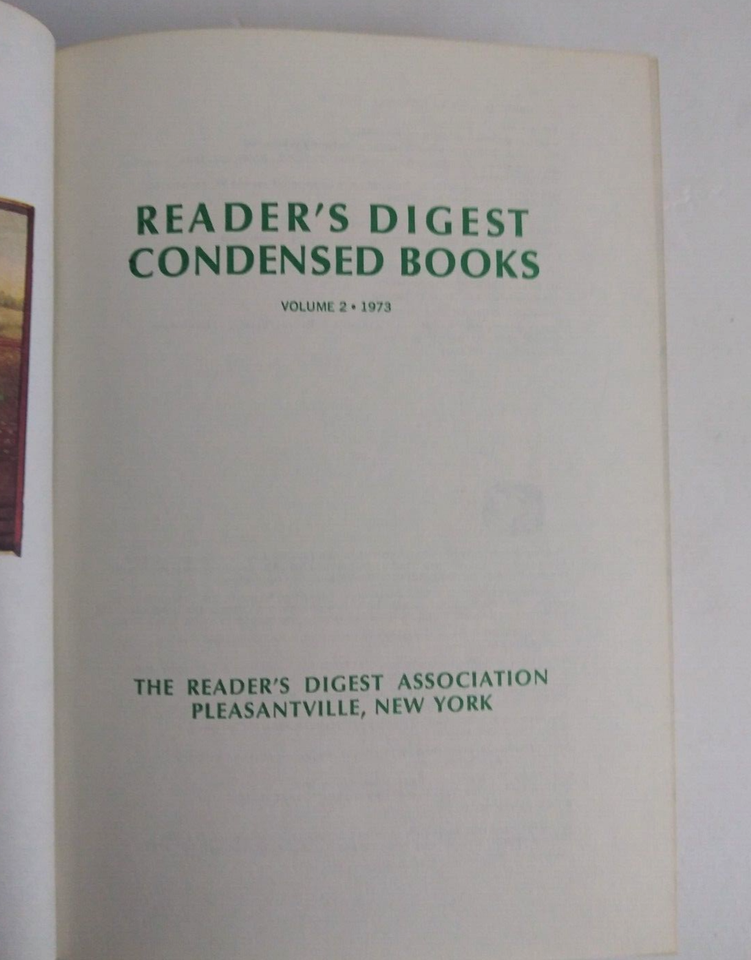 READER'S DIGEST
CONDENSED BOOKS
VOLUME 2 • 1973
THE READER'S DIGEST ASSOCIATION
PLEASANTVILLE, NEW YORK